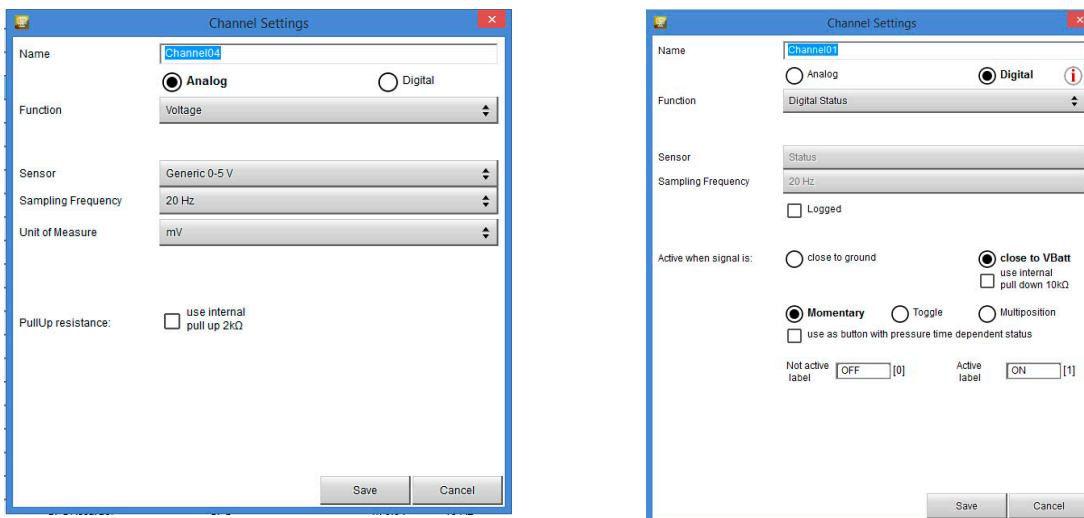 Channel Settings
Name
Channel04
Analog
Digital
Function
Voltage
Sensor
Generic 0-5 V
Sampling Frequency
20 Hz
Unit of Measure
mV
PullUp resistance:
use internal
pull up 2kΩ
Save
Cancel
Channel Settings
Name
Channel01
Analog
Digital
Function
Digital Status
Sensor
Status
Sampling Frequency
20 Hz
Logged
Active when signal is:
close to ground
close to VBatt
use internal
pull down 10kΩ
Momentary
Toggle
Multiposition
use as button with pressure time dependent status
Not active
label
OFF
[0]
Active
label
ON
[1]
Save
Cancel